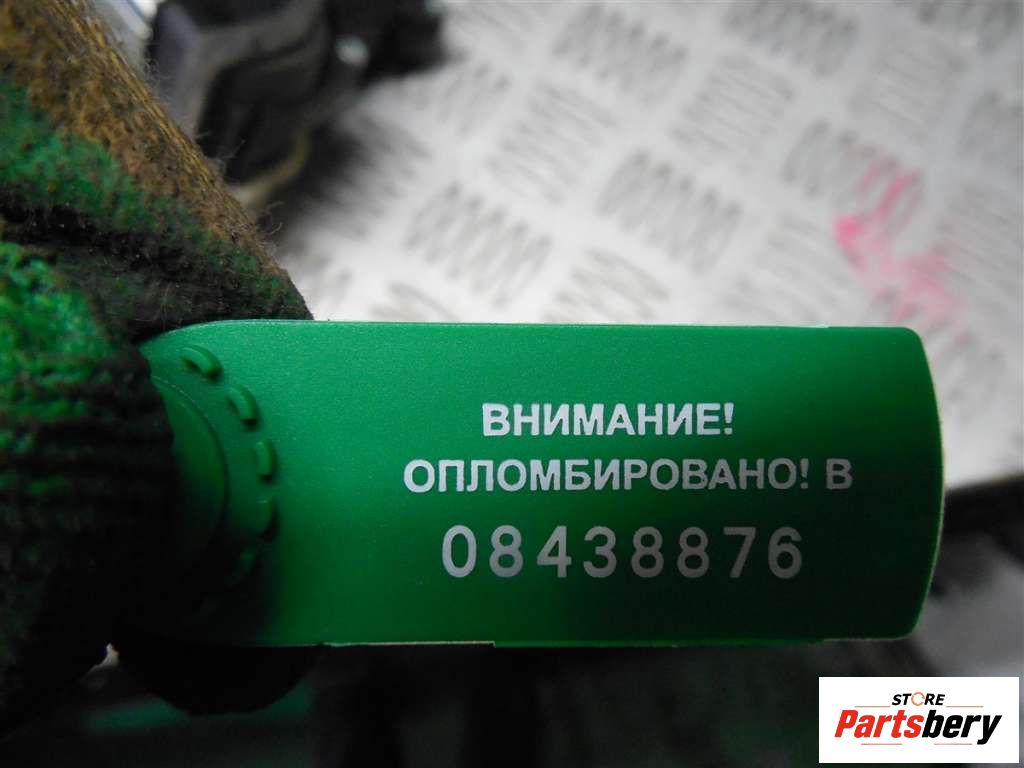 ВНИМАНИЕ!
ОПЛОМБИРОВАНО! В
08438876
STORE
Partsbery